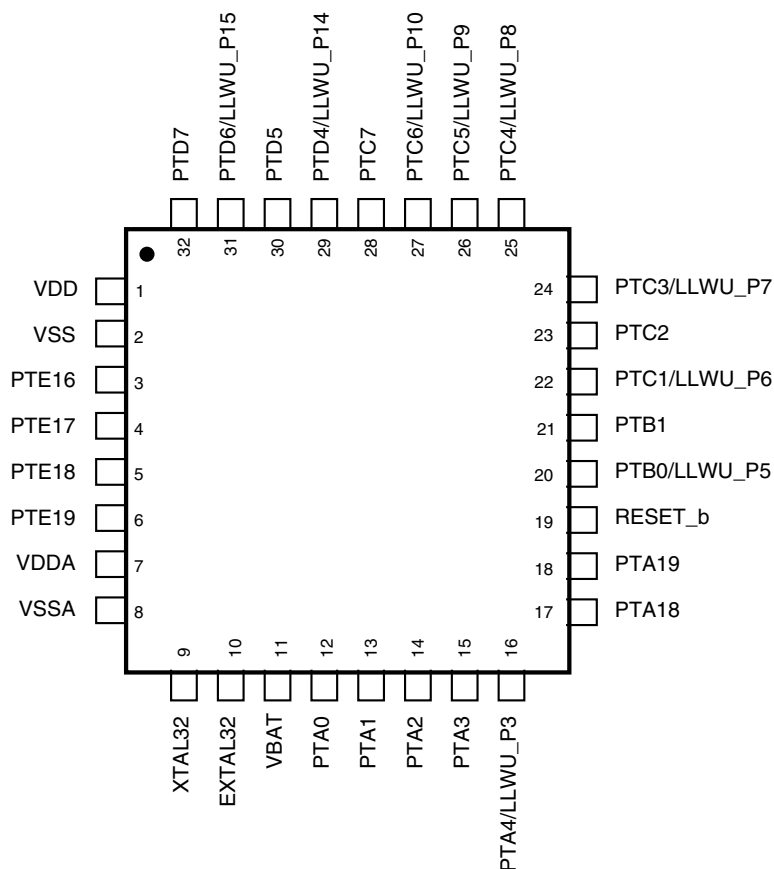 PTD7
PTD6/LLWU_P15
PTD5
PTD4/LLWU_P14
PTC7
PTC6/LLWU_P10
PTC5/LLWU_P9
PTC4/LLWU_P8
32
31
30
29
28
27
26
25
VDD
1
VSS
2
PTE16
3
PTE17
4
PTE18
5
PTE19
6
VDDA
7
VSSA
8
24
PTC3/LLWU_P7
23
PTC2
22
PTC1/LLWU_P6
21
PTB1
20
PTB0/LLWU_P5
19
RESET_b
18
PTA19
17
PTA18
9
10
11
12
13
14
15
16
XTAL32
EXTAL32
VBAT
PTA0
PTA1
PTA2
PTA3
PTA4/LLWU_P3